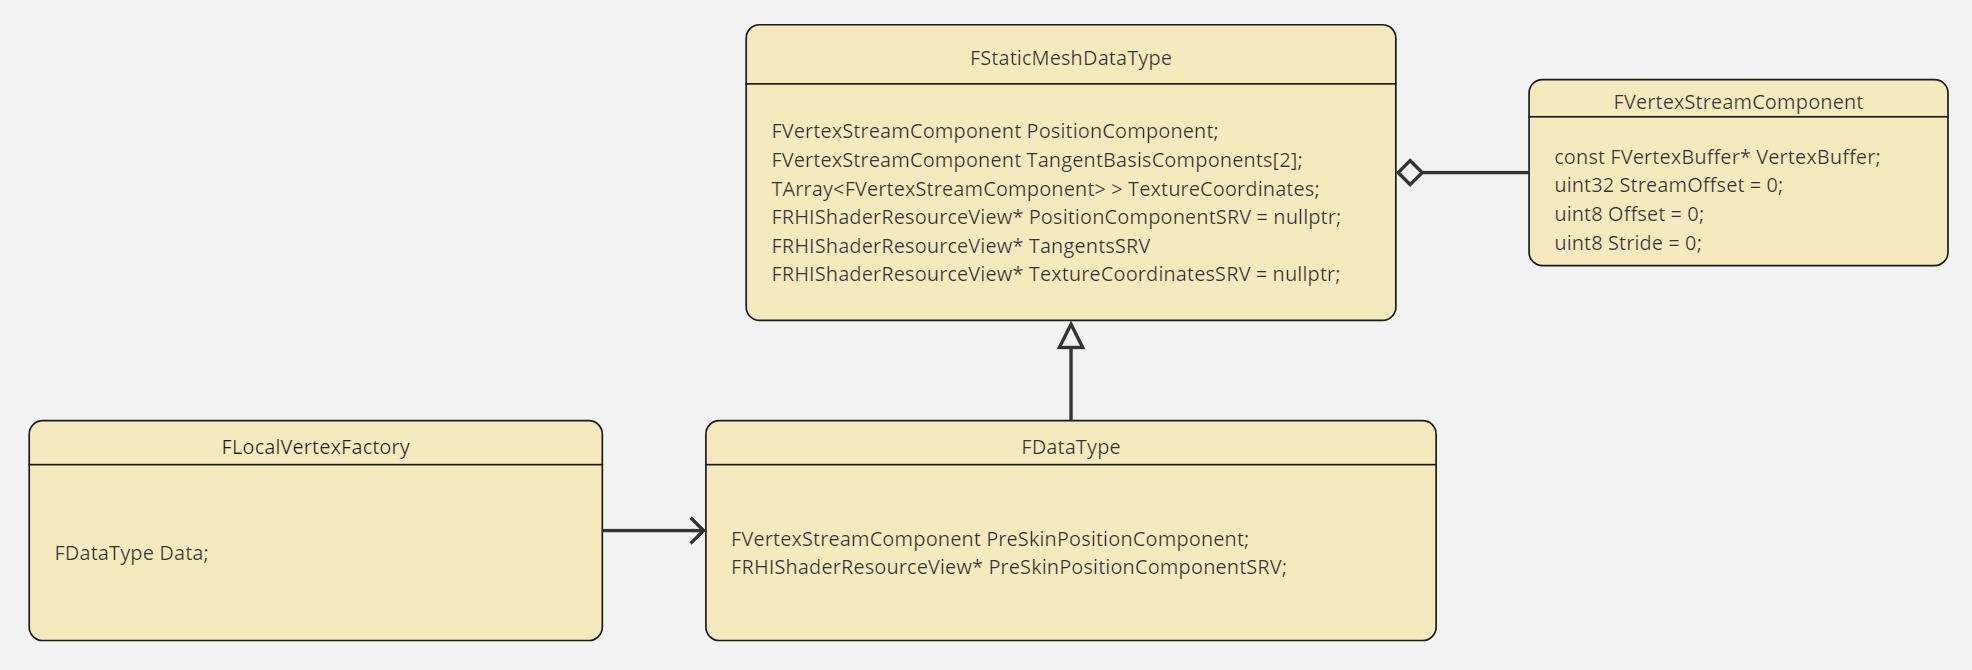 FStaticMeshDataType
FVertexStreamComponent PositionComponent;
FVertexStreamComponent TangentBasisComponents[2];
TArray<FVertexStreamComponent> > TextureCoordinates;
FRHIShaderResourceView* PositionComponentSRV = nullptr;
FRHIShaderResourceView* TangentsSRV
FRHIShaderResourceView* TextureCoordinatesSRV = nullptr;
FVertexStreamComponent
const FVertexBuffer* VertexBuffer;
uint32 StreamOffset = 0;
uint8 Offset = 0;
uint8 Stride = 0;
FLocalVertexFactory
FDataType Data;
FDataType
FVertexStreamComponent PreSkinPositionComponent;
FRHIShaderResourceView* PreSkinPositionComponentSRV;